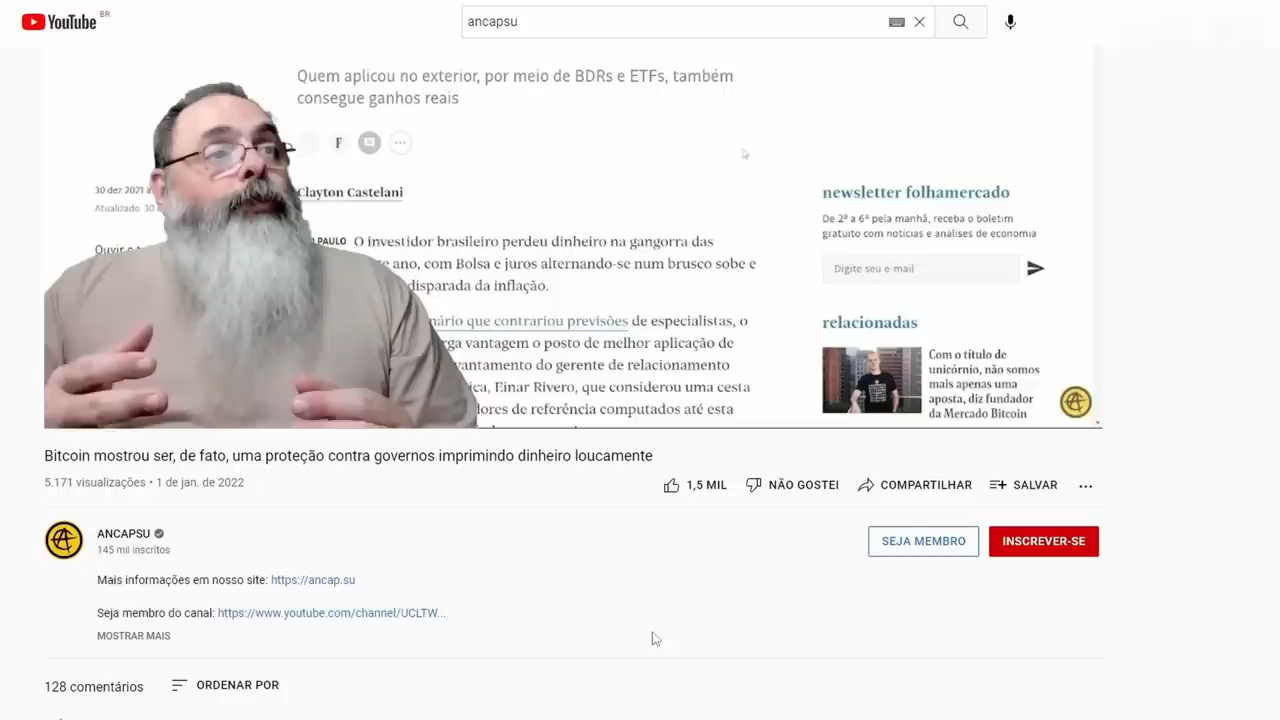 YouTube BR
ancapsu
Quem aplicou no exterior, por meio de BDRs e ETFs, também
consegue ganhos reais
F
30 dez 2021
Clayton Castelani
Atualizado 30
Ouvir o
PAULO O investidor brasileiro perdeu dinheiro na gangorra das
ano, com Bolsa e juros alternando-se num brusco sobe e
disparada da inflação.
que contrariou previsões de especialistas, o
vantagem o posto de melhor aplicação de
do gerente de relacionamento
Einar Rivero, que considerou uma cesta
de referência computados até esta
newsletter folhamercado
De 2ª a 6ª pela manhã, receba o boletim
gratuito com notícias e análises de economia
Digite seu e-mail
relacionadas
Com o título de
unicórnio, não somos
mais apenas uma
aposta, diz fundador
da Mercado Bitcoin
Bitcoin mostrou ser, de fato, uma proteção contra governos imprimindo dinheiro loucamente
5.171 visualizações • 1 de jan. de 2022
1,5 MIL
NÃO GOSTEI
COMPARTILHAR
SALVAR
ANCAPSU
145 mil inscritos
SEJA MEMBRO
INSCREVER-SE
Mais informações em nosso site: https://ancap.su
Seja membro do canal: https://www.youtube.com/channel/UCLTW...
MOSTRAR MAIS
128 comentários
ORDENAR POR